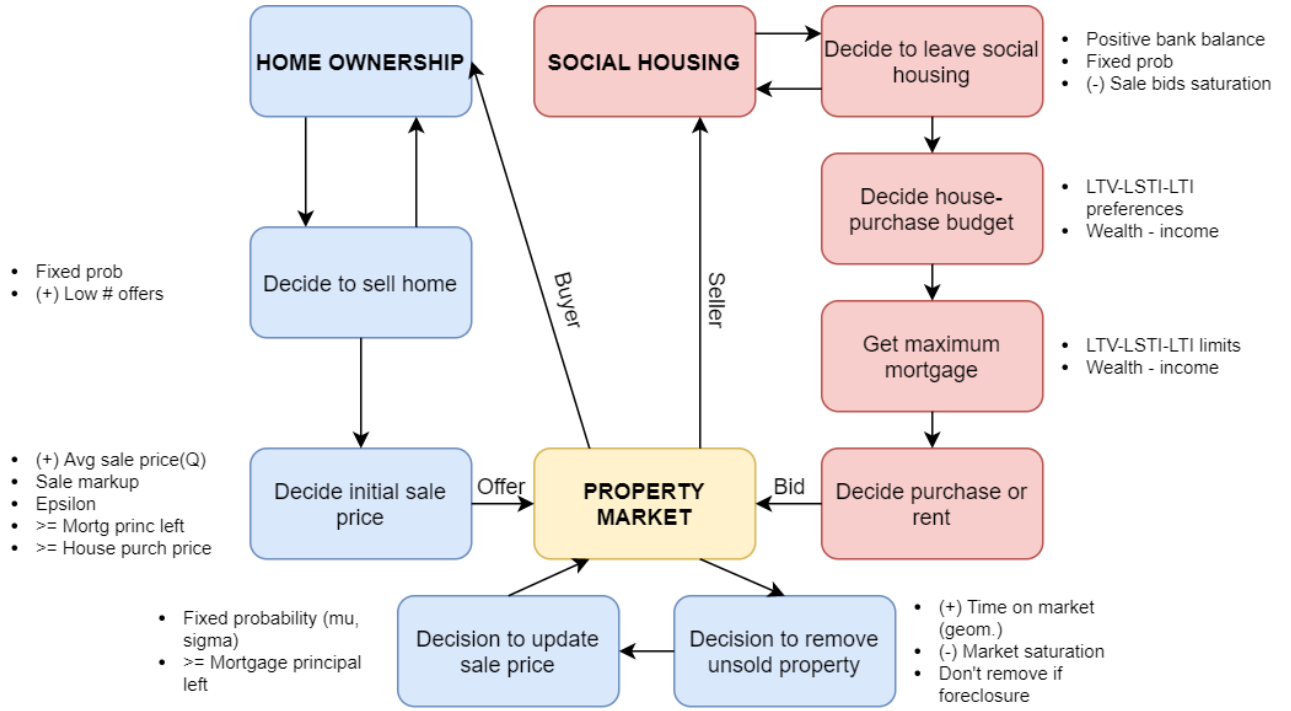 HOME OWNERSHIP
SOCIAL HOUSING
Decide to leave social
housing
• Positive bank balance
• Fixed prob
• (-) Sale bids saturation
Decide house-
purchase budget
• LTV-LSTI-LTI
preferences
• Wealth - income
• Fixed prob
• (+) Low # offers
Decide to sell home
Buyer
Seller
Get maximum
mortgage
• LTV-LSTI-LTI limits
• Wealth - income
• (+) Avg sale price(Q)
• Sale markup
• Epsilon
• >= Mortg princ left
• >= House purch price
Decide initial sale
price
Offer
PROPERTY
MARKET
Bid
Decide purchase or
rent
• Fixed probability (mu,
sigma)
• >= Mortgage principal
left
Decision to update
sale price
Decision to remove
unsold property
• (+) Time on market
(geom.)
• (-) Market saturation
• Don't remove if
foreclosure